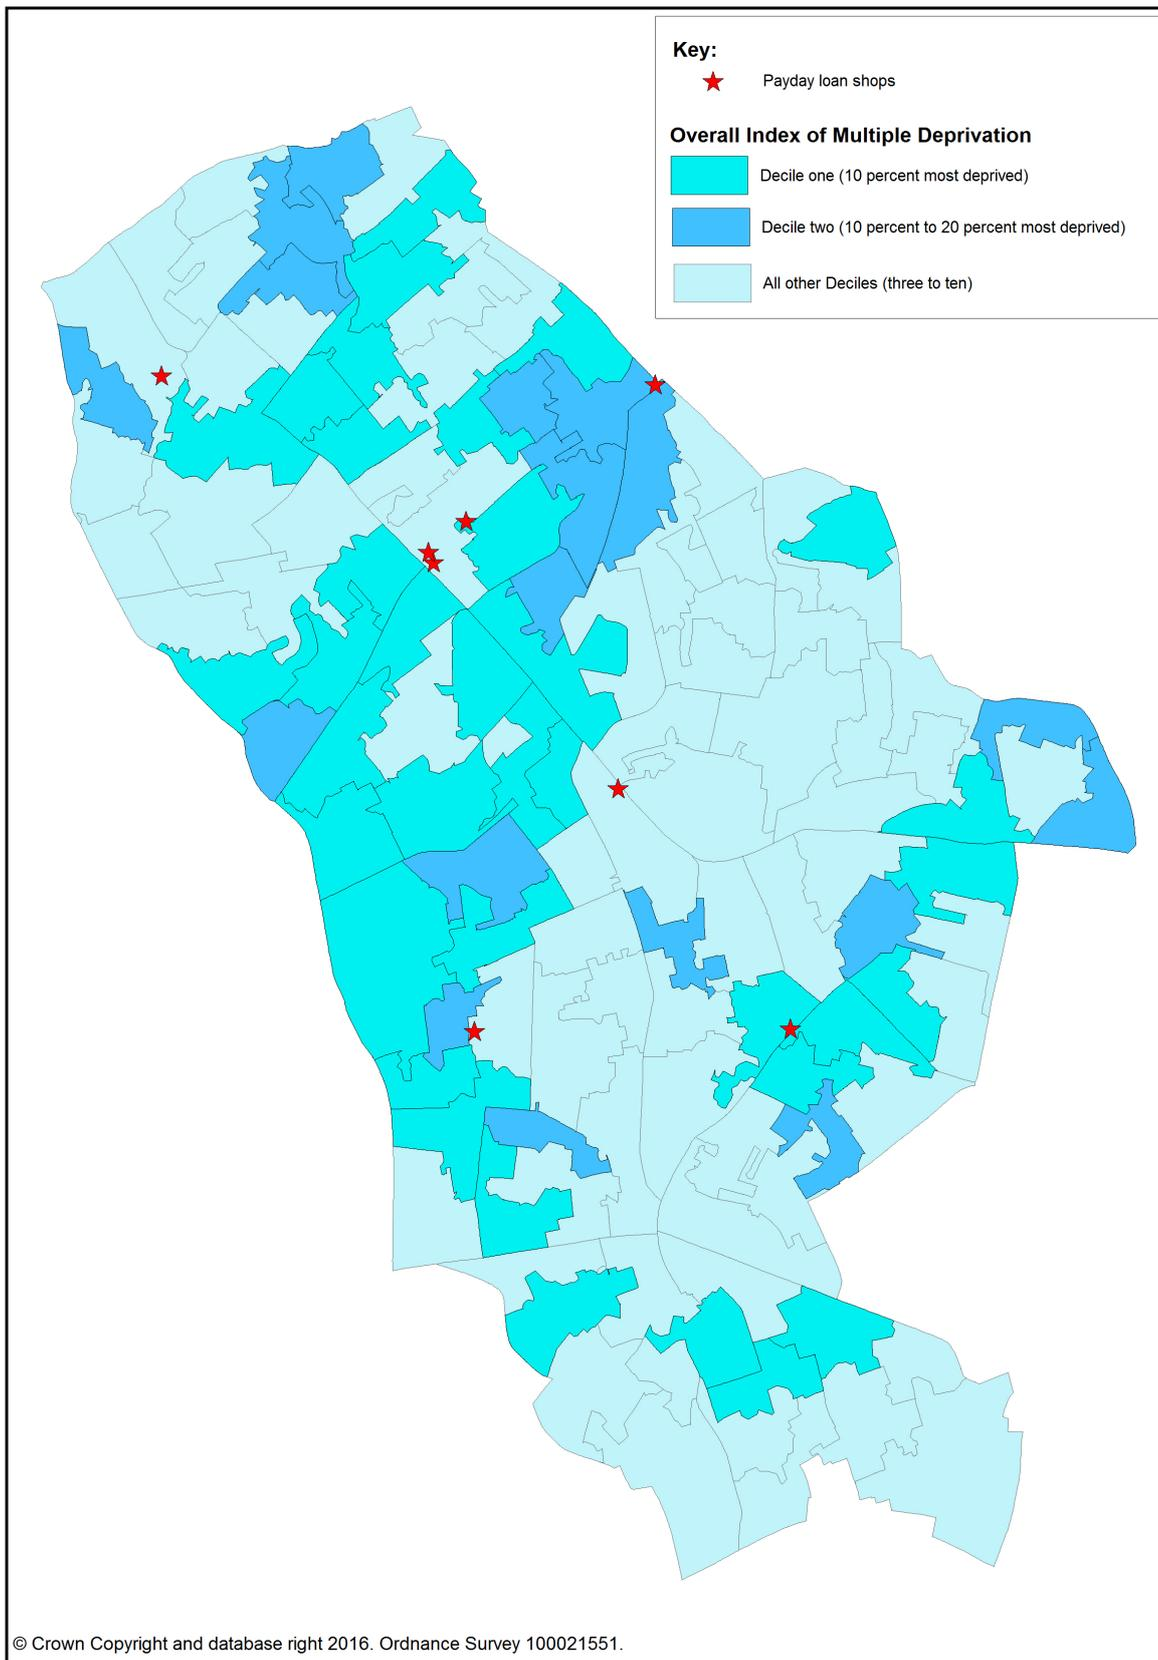 Key:
Payday loan shops
Overall Index of Multiple Deprivation
Decile one (10 percent most deprived)
Decile two (10 percent to 20 percent most deprived)
All other Deciles (three to ten)
© Crown Copyright and database right 2016. Ordnance Survey 100021551.